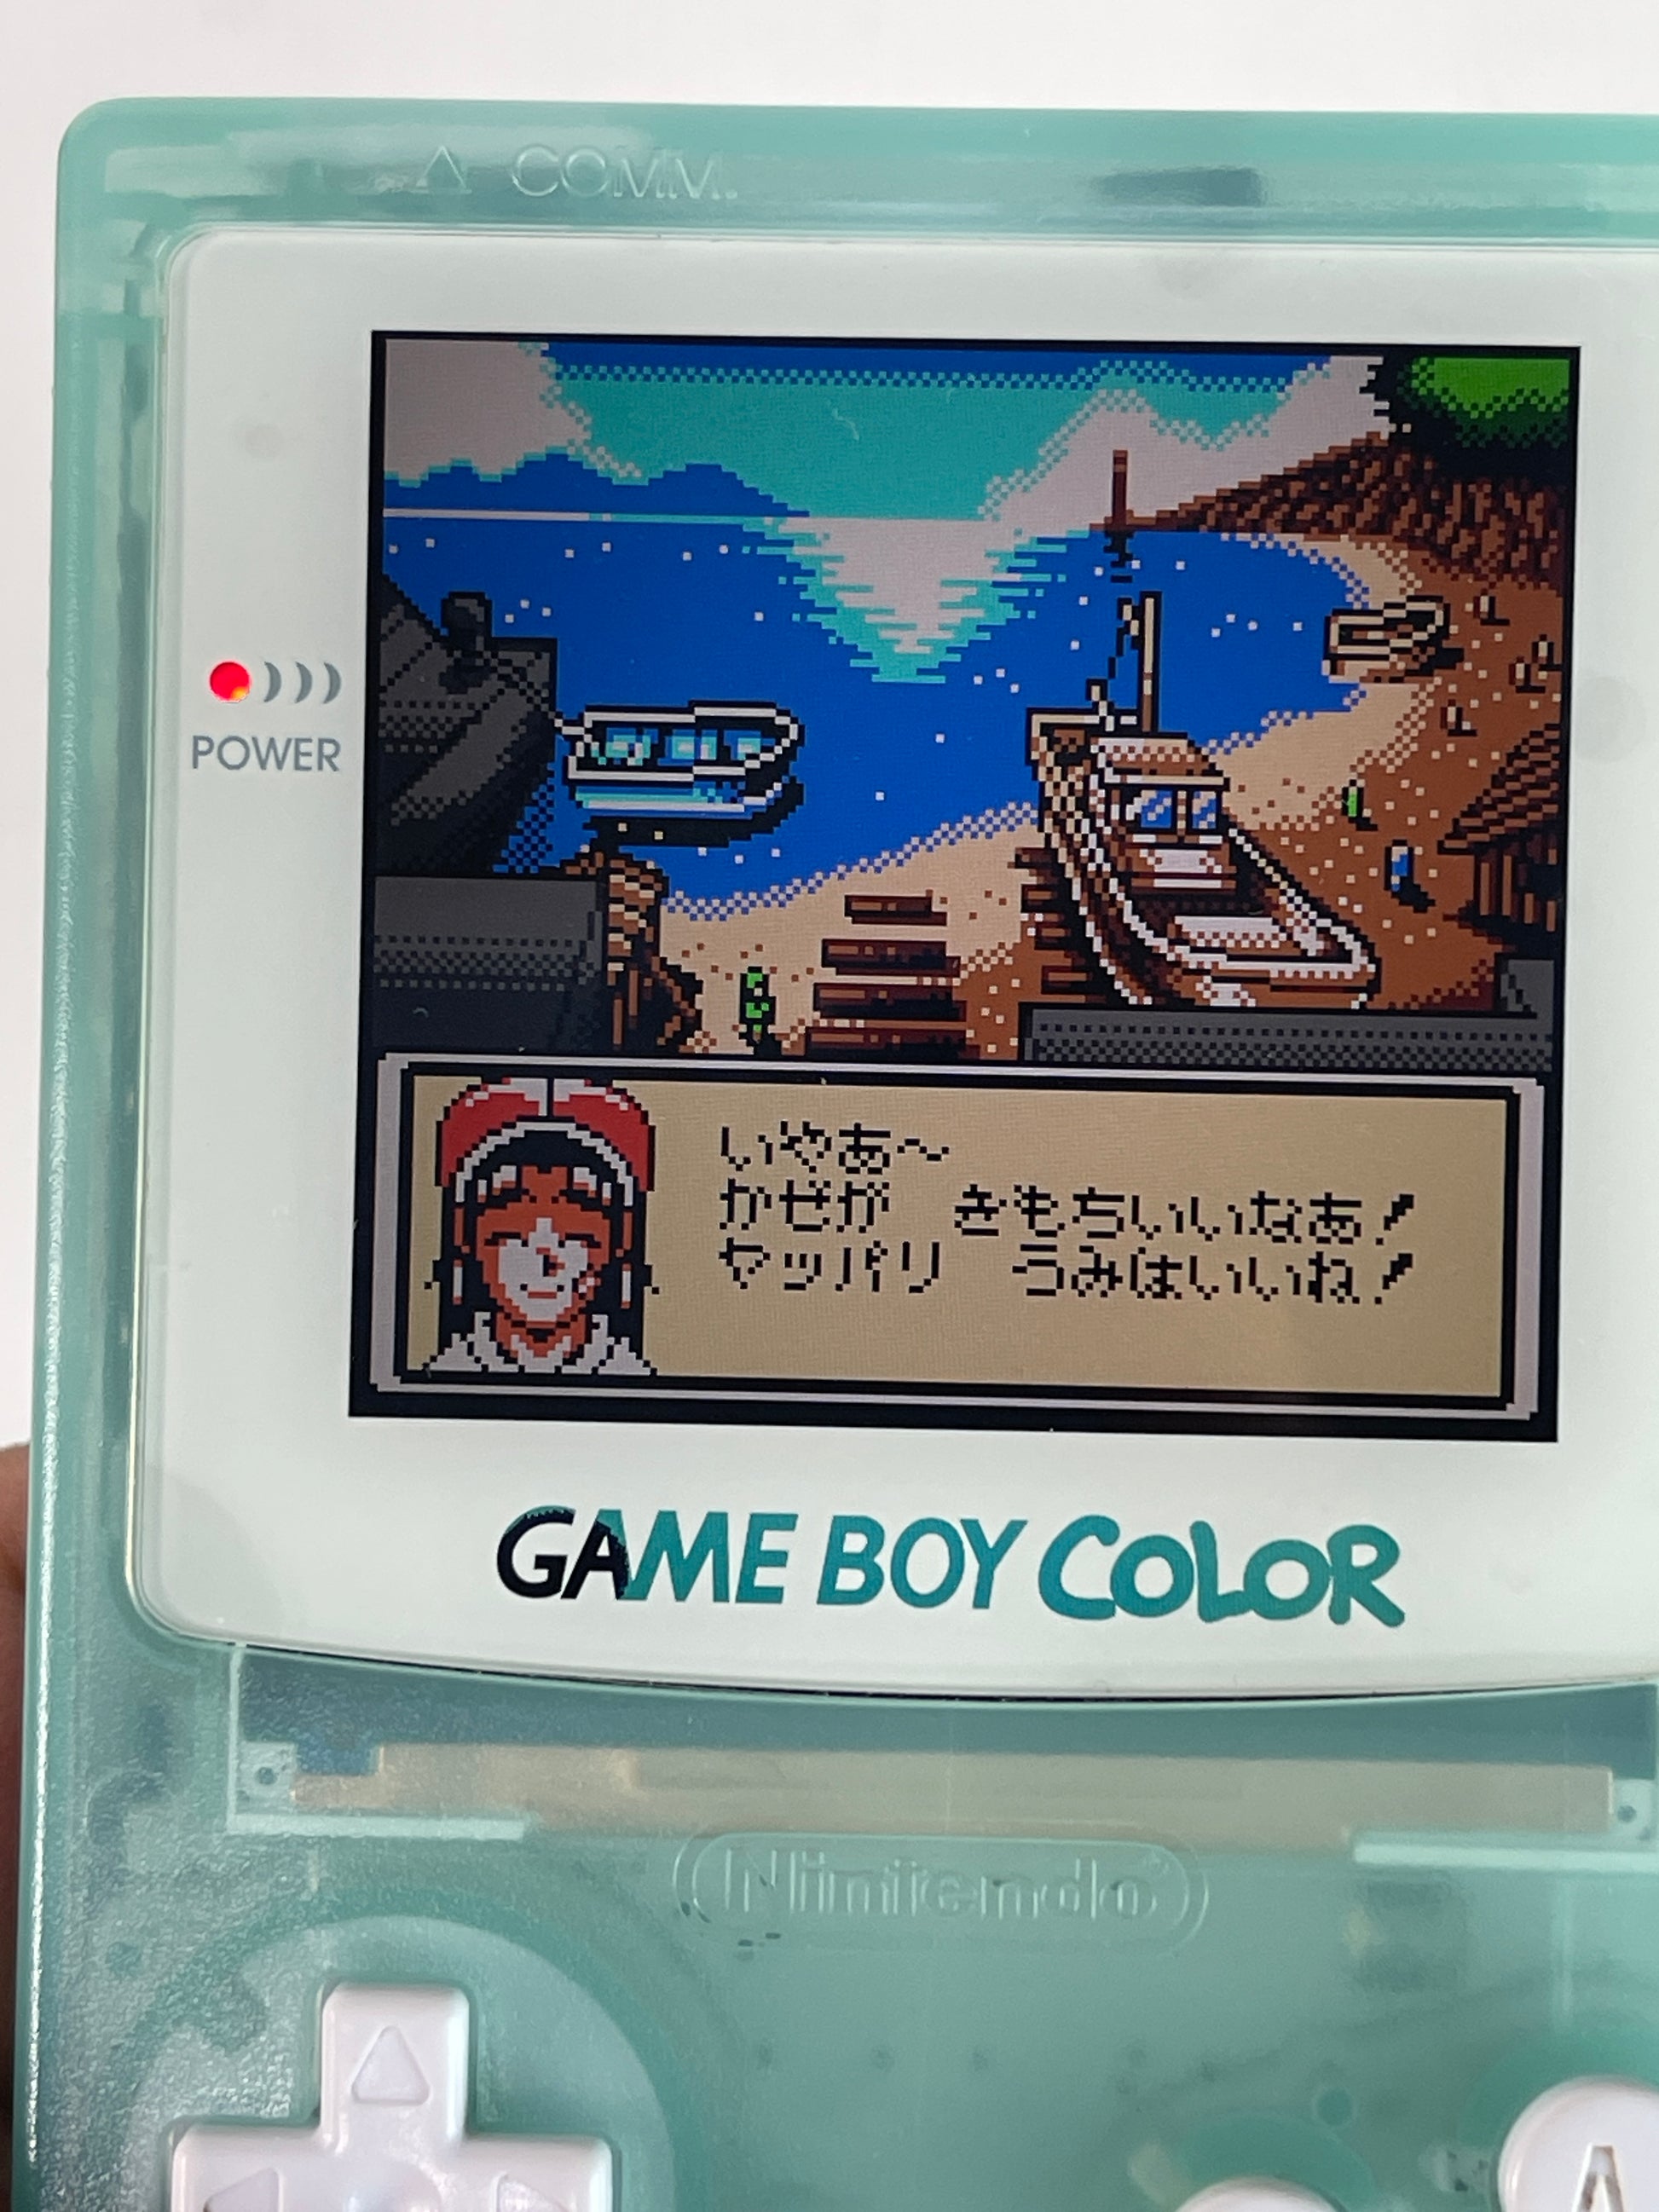 COMM.
POWER
いやあ〜
かぜが　きもちいいなあ！
ヤッパリ　うみはいいね！
GAME BOY COLOR
Nintendo
A